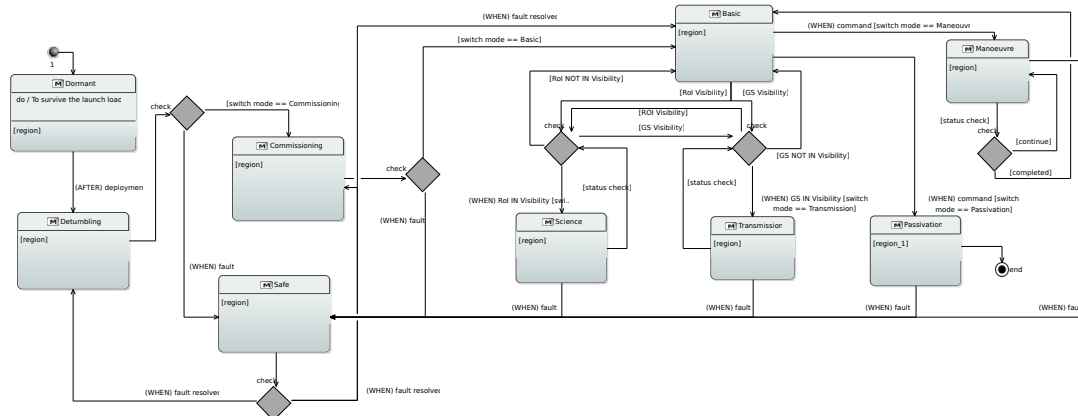 (WHEN) fault resolved
[switch mode == Basic]
Basic
[region]
(WHEN) command [switch mode == Manoeuvr
Manoeuvre
[region]
1
Dormant
do / To survive the launch loac
[region]
check
[switch mode == Commissioning
Commissioning
[region]
check
[RoI NOT IN Visibility]
[RoI Visibility]
[GS Visibility]
[ROI Visibility]
check
[GS Visibility]
check
[GS NOT IN Visibility]
[status check]
check
[continue]
[completed]
(AFTER) deploymen
Detumbling
[region]
(WHEN) fault
[status check]
[status check]
(WHEN) RoI IN Visibility [swi...
Science
[region]
(WHEN) GS IN Visibility [switch
mode == Transmission]
Transmission
[region]
(WHEN) command [switch
mode == Passivation]
Passivation
[region_1]
end
(WHEN) fault
Safe
[region]
(WHEN) fault
(WHEN) fault
(WHEN) fault
(WHEN) fau
check
(WHEN) fault resolved
(WHEN) fault resolved